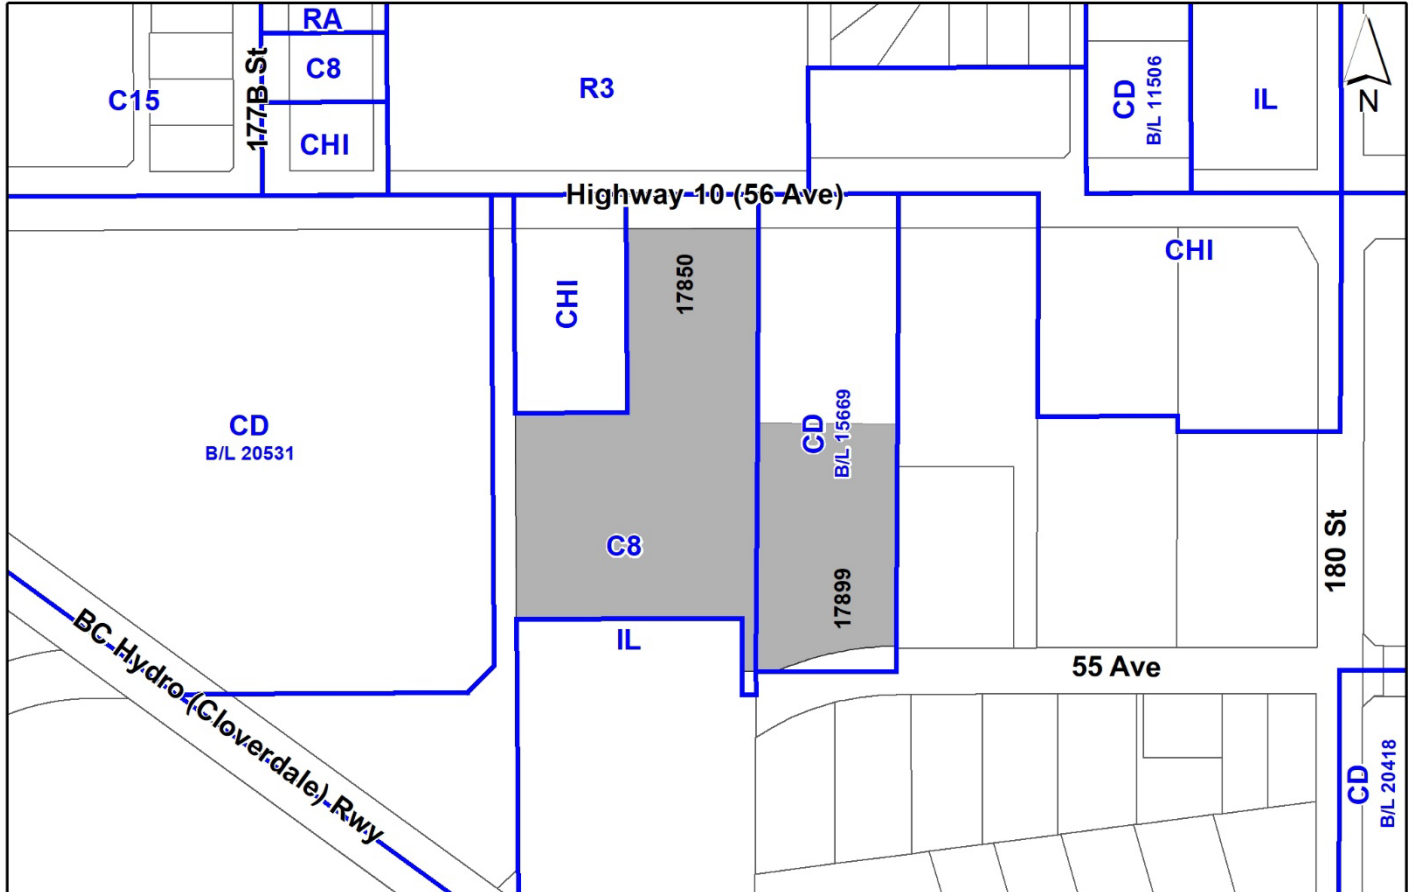 RA
C8
C15
177B St
CHI
R3
CD
B/L 11506
IL
N
Highway 10 (56 Ave)
CHI
17850
CHI
CD
B/L 20531
CD
B/L 15669
C8
17899
180 St
IL
55 Ave
BC Hydro (Cloverdale) Rwy
CD
B/L 20418